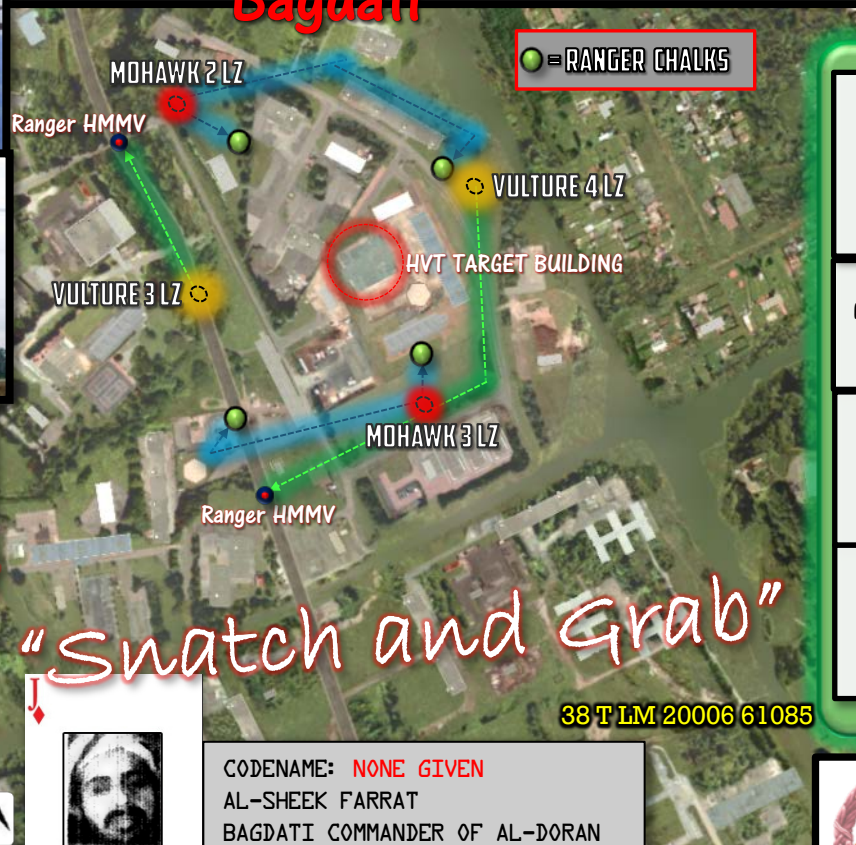 Bagdati
= RANGER CHALKS
MOHAWK 2 LZ
Ranger HMMV
VULTURE 4 LZ
HVT TARGET BUILDING
VULTURE 3 LZ
MOHAWK 3 LZ
Ranger HMMV
"Snatch and Grab"
J
38 T LM 20006 61085
CODENAME: NONE GIVEN
AL-SHEEK FARRAT
BAGDATI COMMANDER OF AL-DORAN